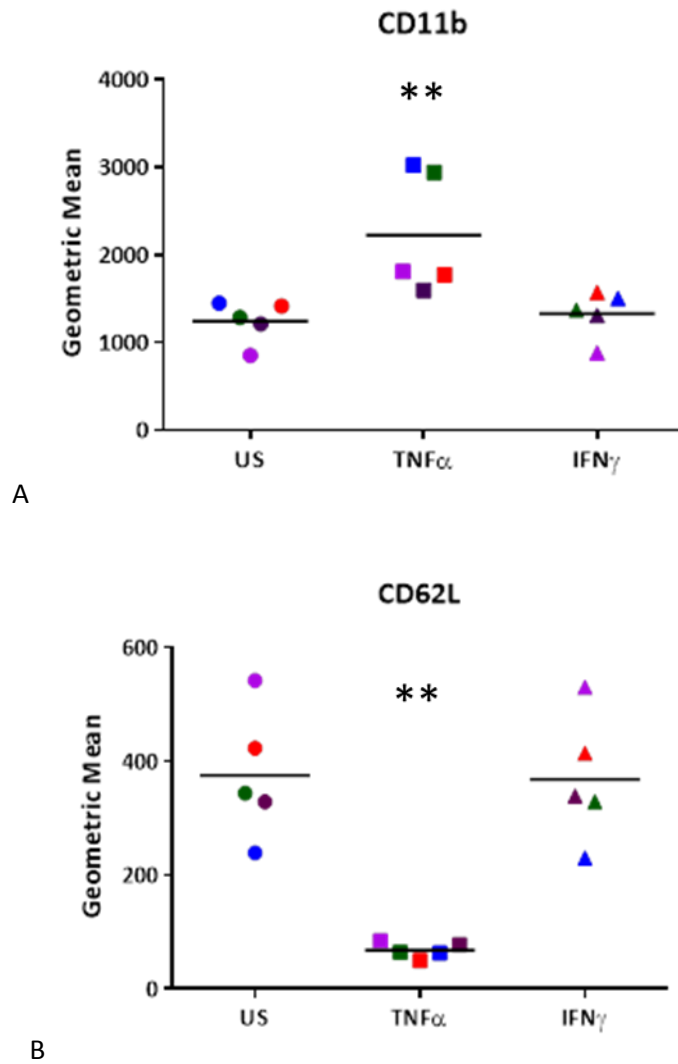 CD11b
**
4000
3000
2000
1000
0
Geometric Mean
US TNFα IFNγ
A
CD62L
**
600
400
200
0
Geometric Mean
US TNFα IFNγ
B